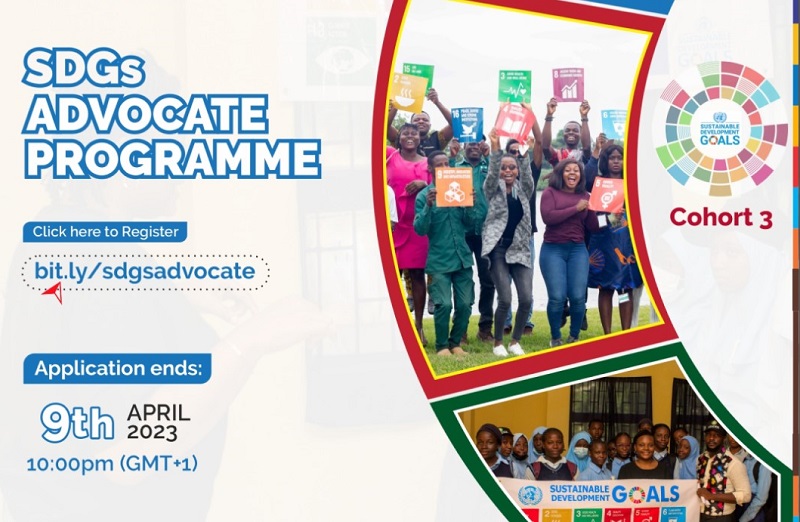 SDGs
ADVOCATE
PROGRAMME
Click here to Register
bit.ly/sdgsadvocate
Application ends:
9th
APRIL
2023
10:00pm (GMT+1)
SUSTAINABLE
DEVELOPMENT
GOALS
Cohort 3
SUSTAINABLE
DEVELOPMENT
GOALS